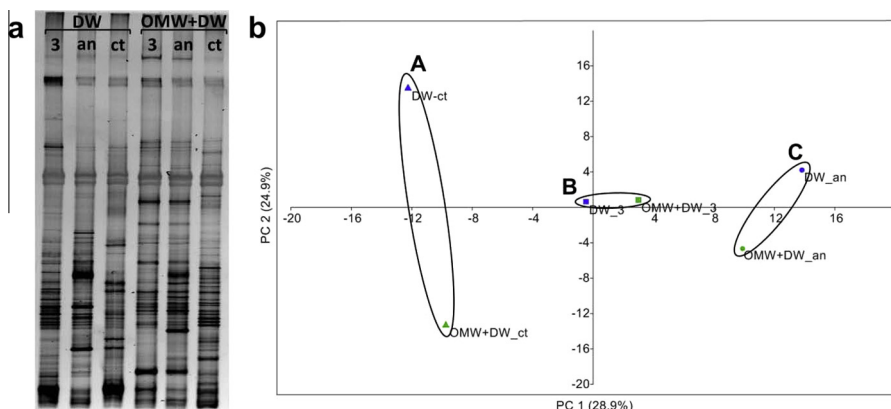 a
DW OMW+DW
3 an ct 3 an ct
b
A
B
C
DW-ct
OMW+DW_ct
DW_3
OMW+DW_3
DW_an
OMW+DW_an
PC 2 (24.9%)
16
12
8
4
-4
-8
-12
-16
-20
-20 -16 -12 -8 -4 4 8 12 16
PC 1 (28.9%)